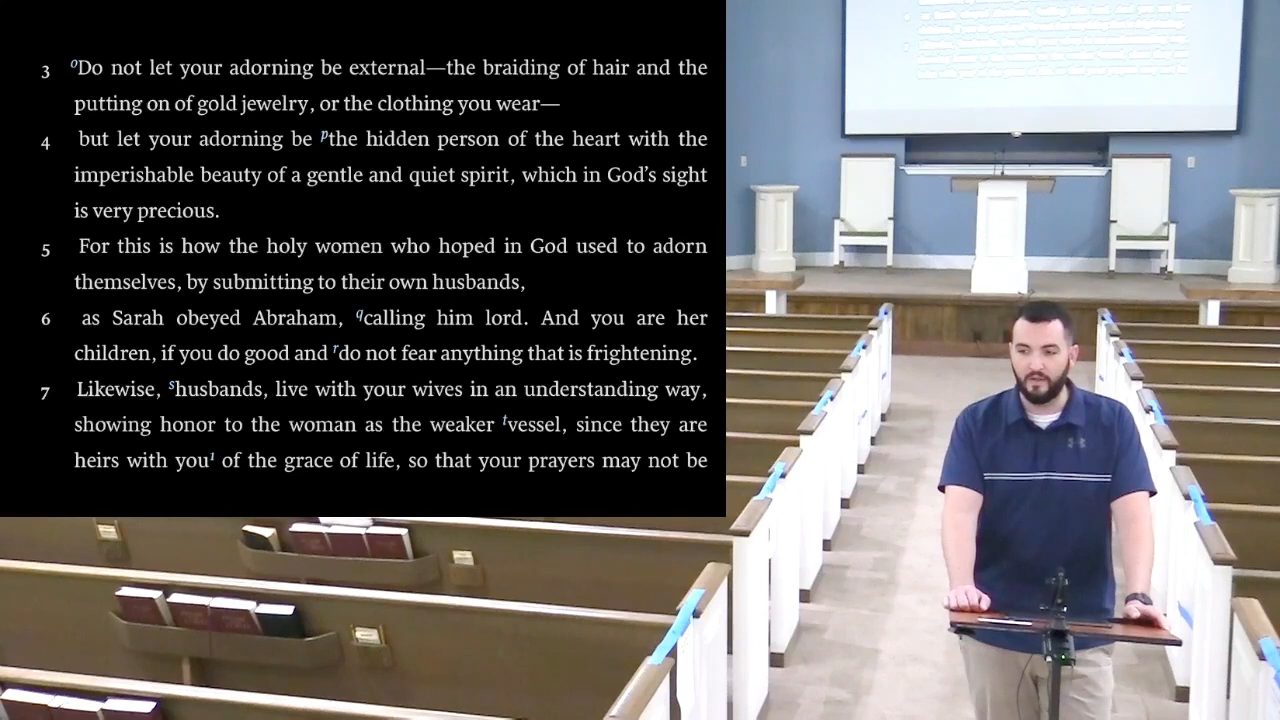 3 oDo not let your adorning be external—the braiding of hair and the
putting on of gold jewelry, or the clothing you wear—
4 but let your adorning be pthe hidden person of the heart with the
imperishable beauty of a gentle and quiet spirit, which in God's sight
is very precious.
5 For this is how the holy women who hoped in God used to adorn
themselves, by submitting to their own husbands,
6 as Sarah obeyed Abraham, qcalling him lord. And you are her
children, if you do good and rdo not fear anything that is frightening.
7 Likewise, shusbands, live with your wives in an understanding way,
showing honor to the woman as the weaker tvessel, since they are
heirs with you1 of the grace of life, so that your prayers may not be